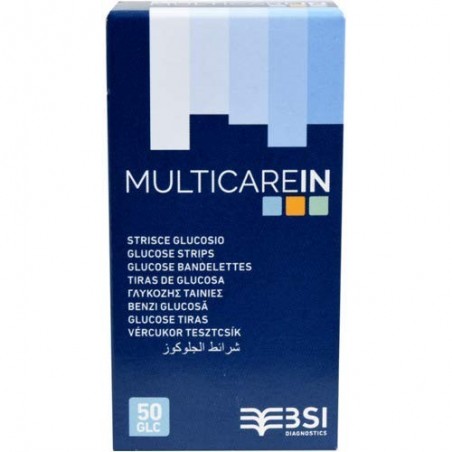 MULTICAREIN
STRISCE GLUCOSIO
GLUCOSE STRIPS
GLUCOSE BANDELETTES
TIRAS DE GLUCOSA
ΓΛΥΚΟΖΗΣ ΤΑΙΝΙΕΣ
BENZI GLUCOSĂ
GLUCOSE TIRAS
VÉRCUKOR TESZTCSÍK
شرائط الجلوكوز
50
GLC
BSI
DIAGNOSTICS